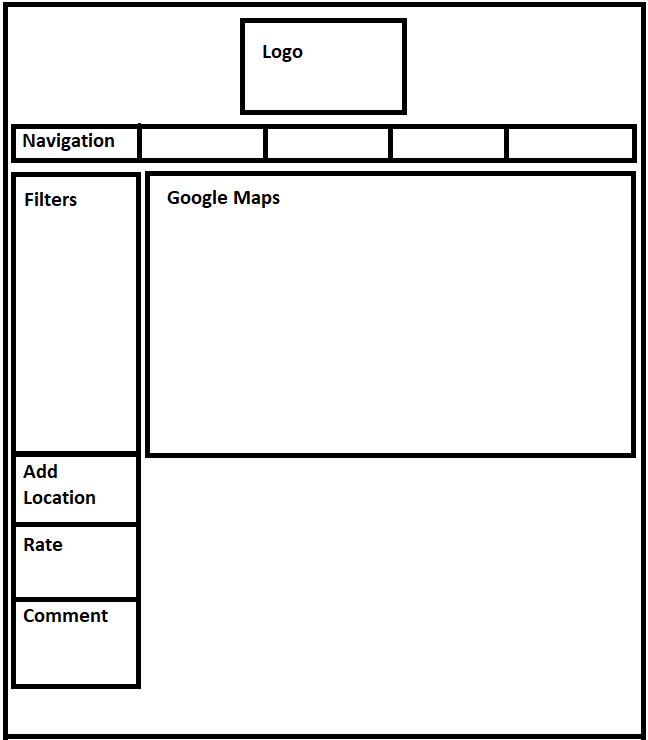 Logo
Navigation
Filters
Google Maps
Add
Location
Rate
Comment